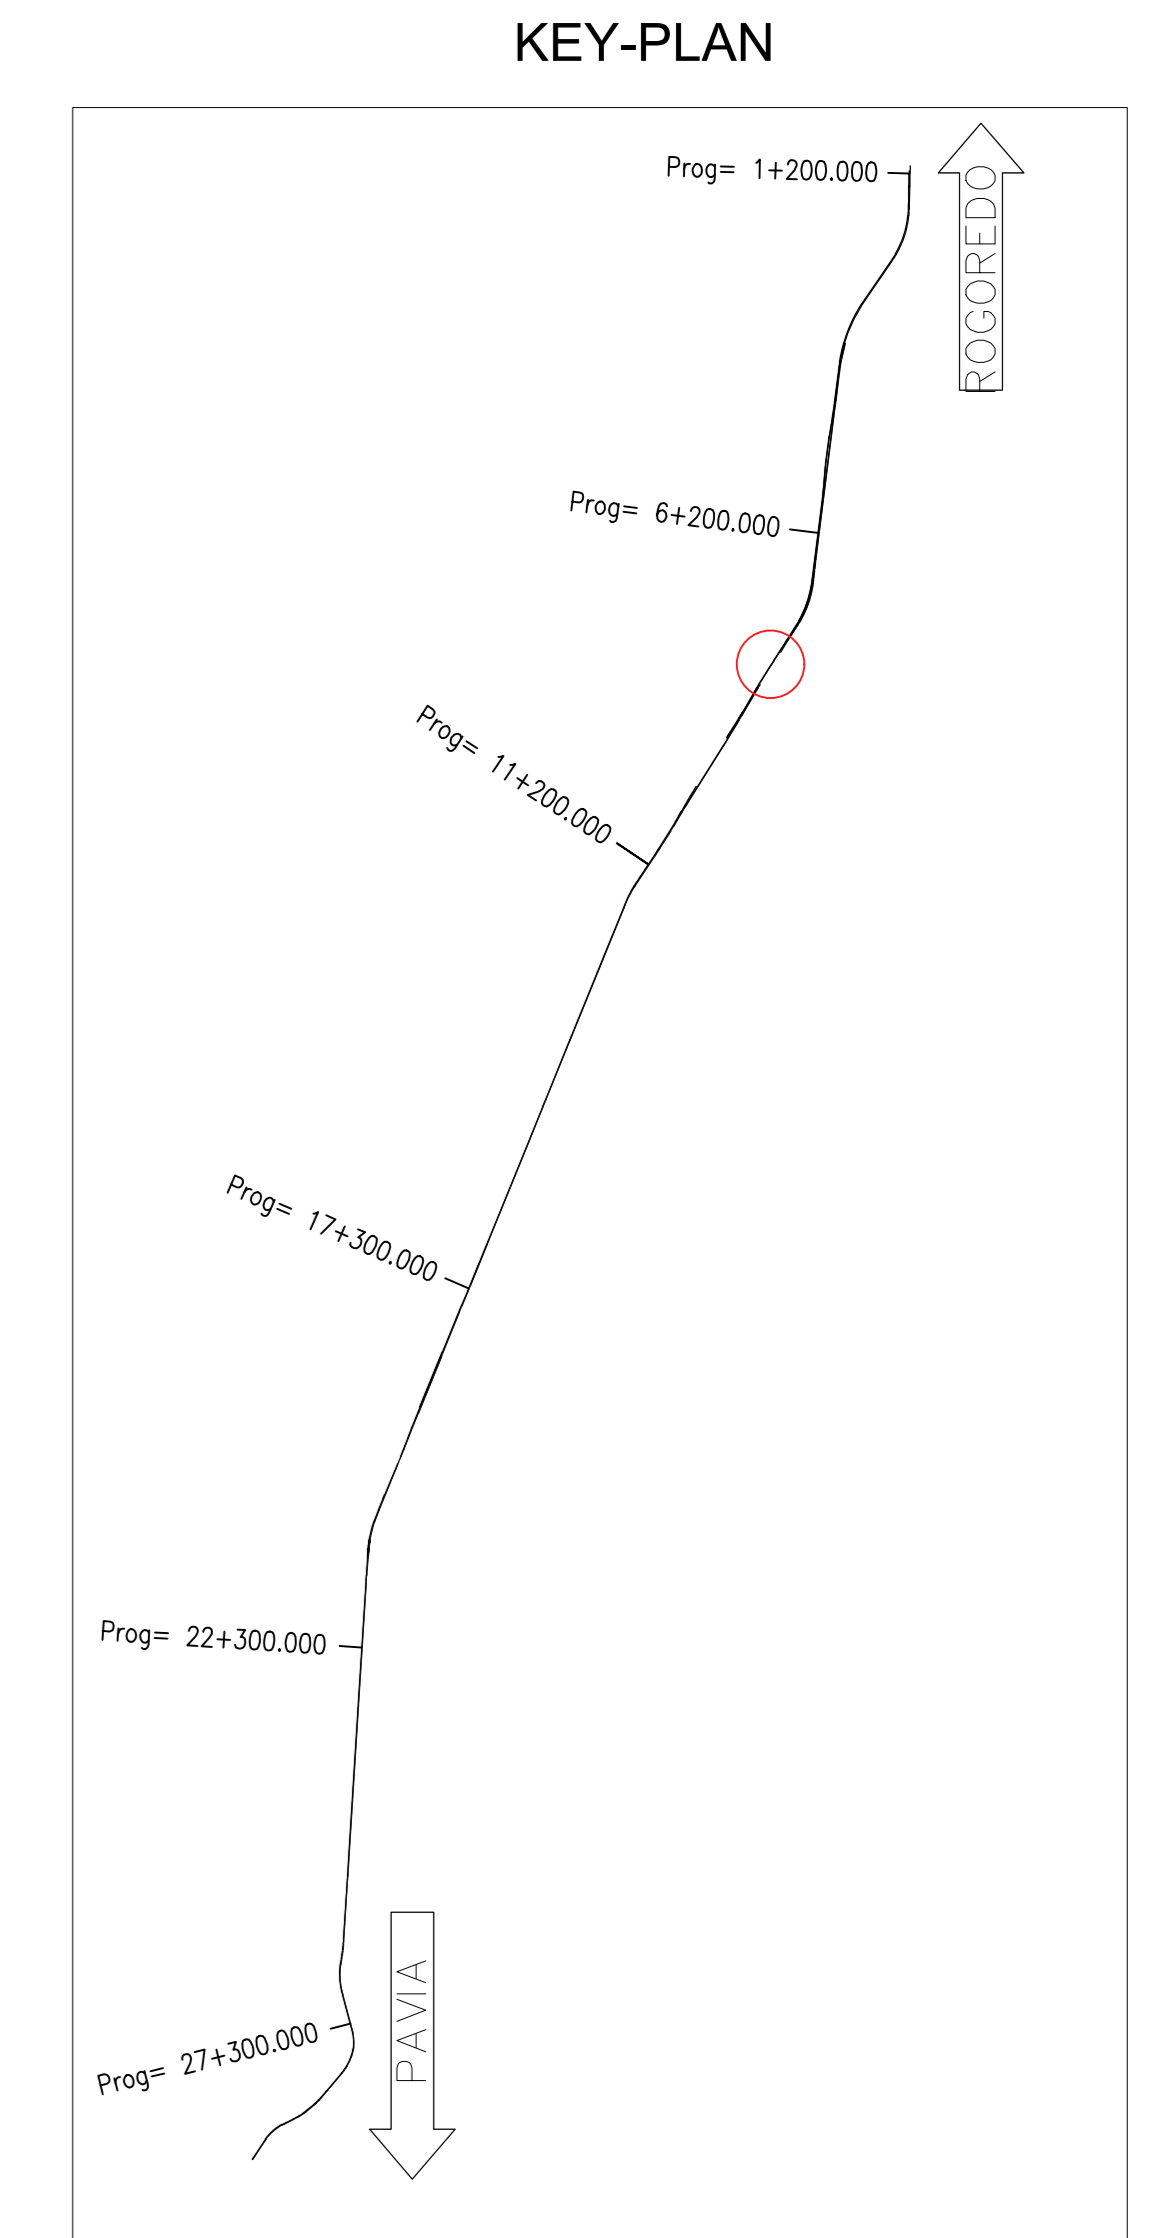 KEY-PLAN
Prog= 1+200.000
ROGOREDO
Prog= 6+200.000
Prog= 11+200.000
Prog= 17+300.000
Prog= 22+300.000
PAVIA
Prog= 27+300.000